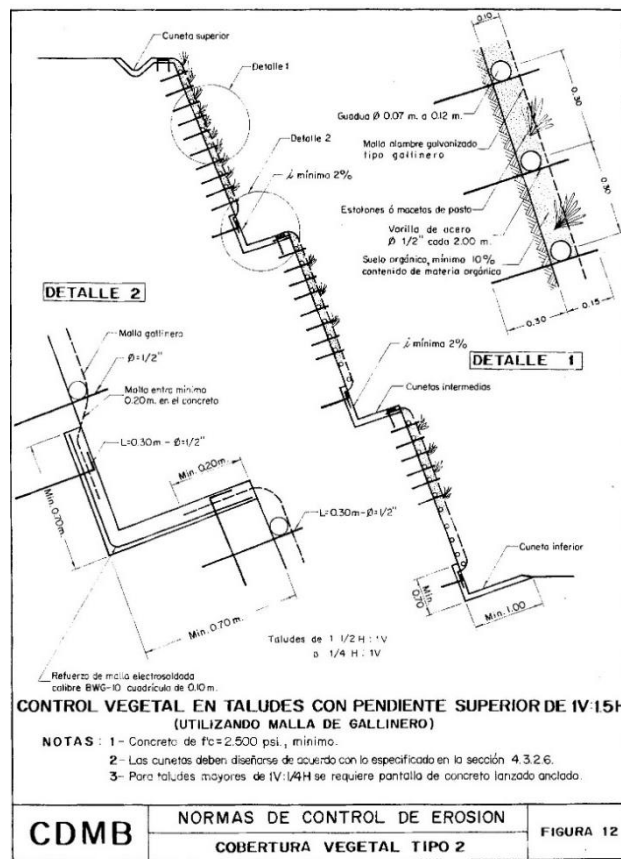 Cuneta superior
Detalle 1
Detalle 2
i mínimo 2%
0.10
Guadua Ø 0.07 m. a 0.12 m.
Malla alambre galvanizado
tipo gallinero
Estolones ó macetas de pasto
Varilla de acero
Ø 1/2" cada 2.00 m.
Suelo orgánico, mínimo 10%
contenido de materia orgánica
0.30
0.30
0.30
0.15
DETALLE 1
DETALLE 2
Malla gallinero
Ø=1/2"
Malla entra mínimo
0.20m. en el concreto
L=0.30m - Ø=1/2"
Min. 0.20m.
Min. 0.70m.
L=0.30m-Ø=1/2"
Min. 0.70m.
Refuerzo de malla electrosoldada
calibre BWG-10 cuadrícula de 0.10m.
i mínima 2%
Cunetas intermedias
Cuneta inferior
Min.
0.70
Min. 1.00
Taludes de 1 1/2 H : 1V
a 1/4 H : 1V
CONTROL VEGETAL EN TALUDES CON PENDIENTE SUPERIOR DE 1V:1.5H
(UTILIZANDO MALLA DE GALLINERO)
NOTAS : 1 - Concreto de f'c = 2.500 psi., mínimo.
2 - Las cunetas deben diseñarse de acuerdo con lo especificado en la sección 4.3.2.6.
3 - Para taludes mayores de 1V:1/4H se requiere pantalla de concreto lanzado anclada.
CDMB
NORMAS DE CONTROL DE EROSION
COBERTURA VEGETAL TIPO 2
FIGURA 12